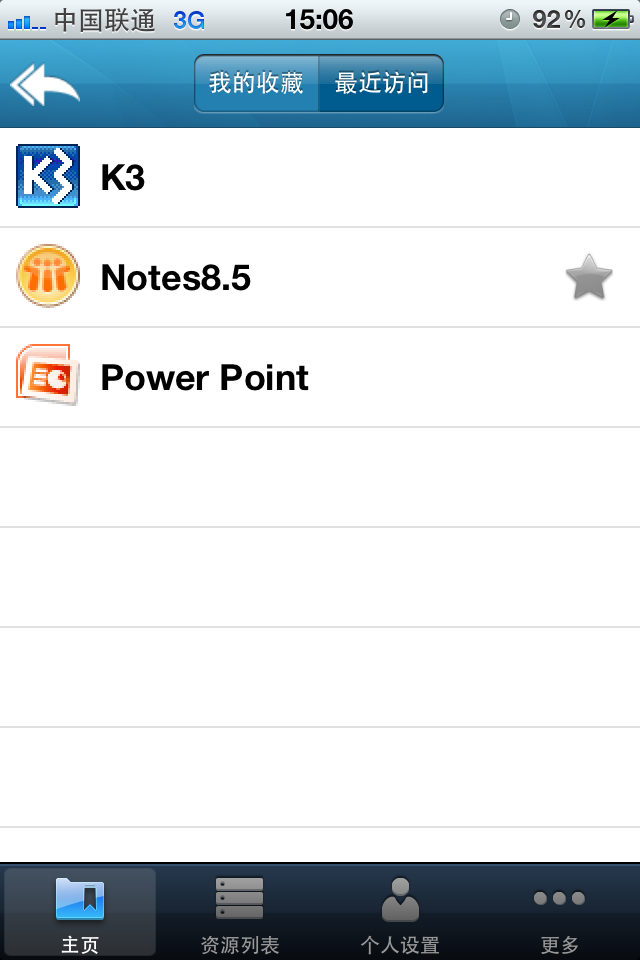 中国联通 3G 15:06 92%
我的收藏 最近访问
K3
Notes8.5
Power Point
主页 资源列表 个人设置 更多